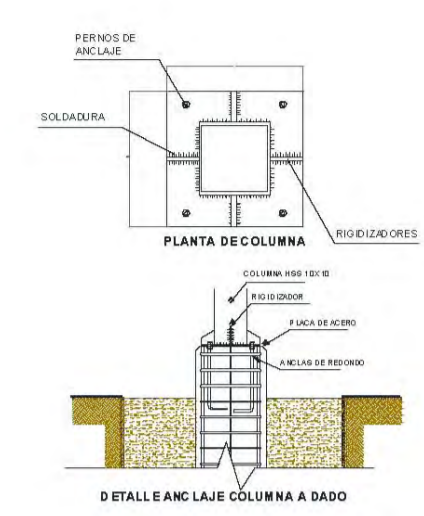 PERNOS DE
ANCLAJE
SOLDADURA
RIGIDIZADORES
PLANTA DE COLUMNA
COLUMNA HSS 10X10
RIGIDIZADOR
PLACA DE ACERO
ANCLAS DE REDONDO
DETALLE ANCLAJE COLUMNA A DADO